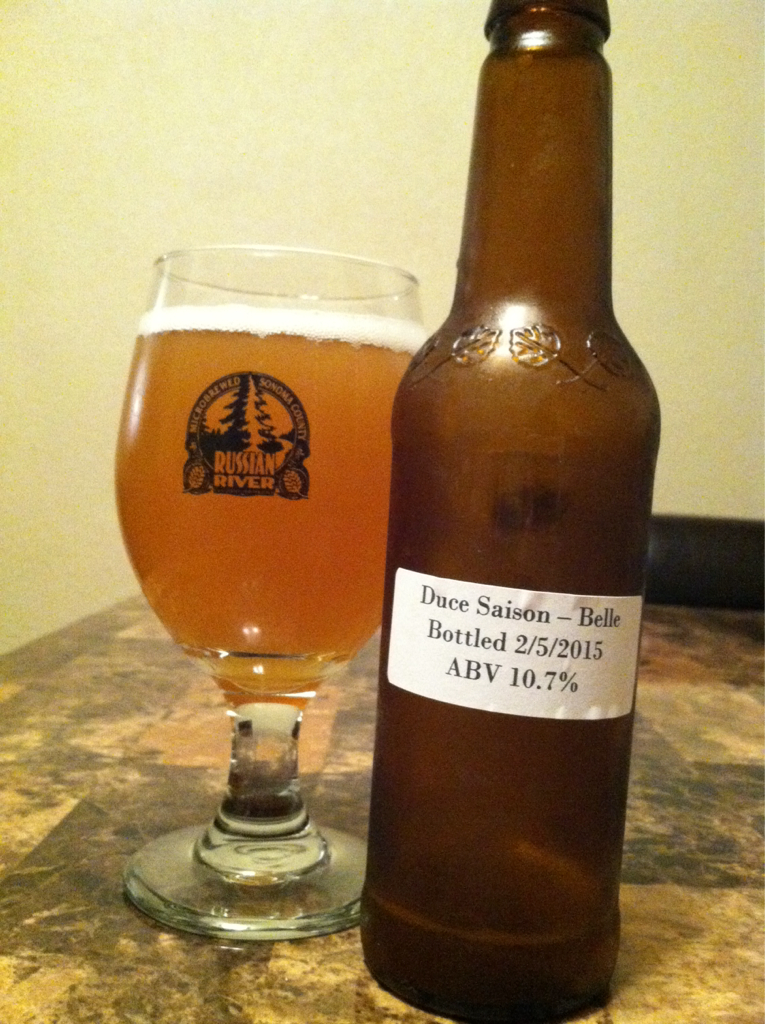 MICROBREWED SONOMA COUNTY
RUSSIAN
RIVER
Duce Saison – Belle
Bottled 2/5/2015
ABV 10.7%